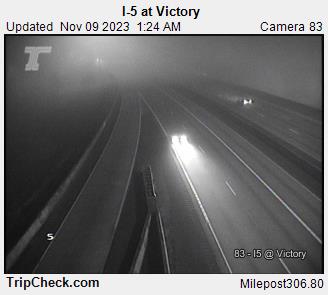 I-5 at Victory
Updated Nov 09 2023 1:24 AM Camera 83
T
S
83 - I5 @ Victory
TripCheck.com Milepost306.80